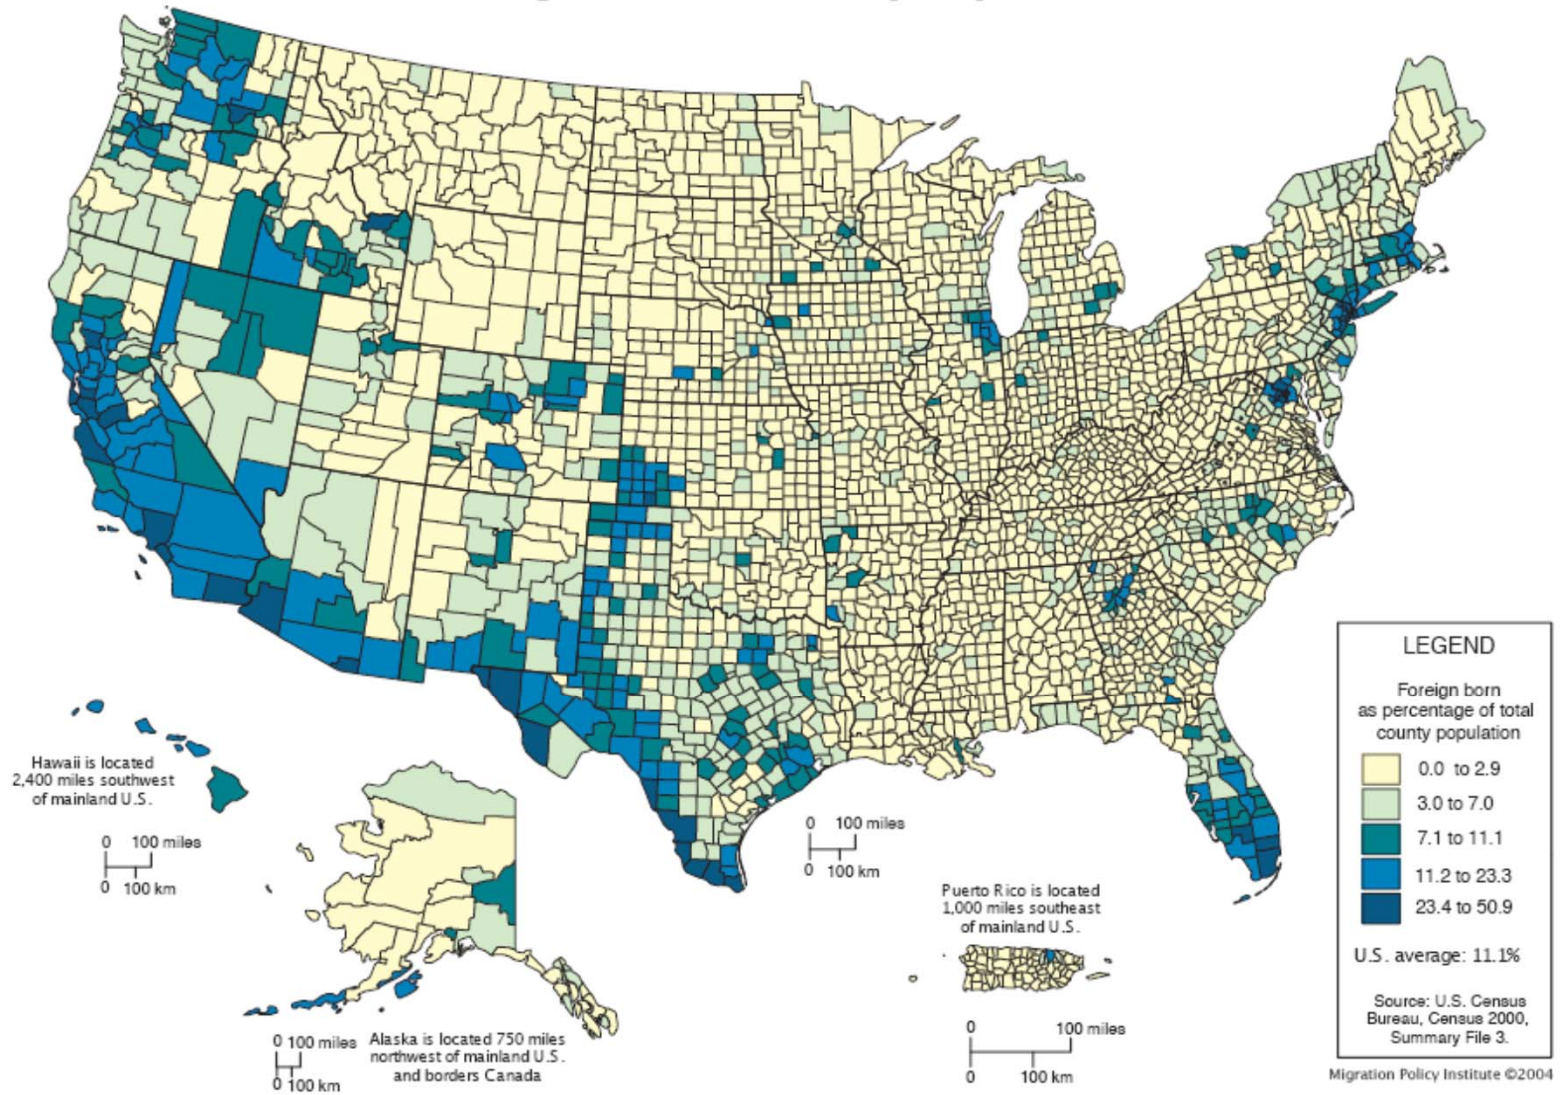 Hawaii is located
2,400 miles southwest
of mainland U.S.
0 100 miles
0 100 km
0 100 miles
0 100 km
Alaska is located 750 miles
northwest of mainland U.S.
and borders Canada
0 100 miles
0 100 km
Puerto Rico is located
1,000 miles southeast
of mainland U.S.
0 100 miles
0 100 km
LEGEND
Foreign born
as percentage of total
county population
0.0 to 2.9
3.0 to 7.0
7.1 to 11.1
11.2 to 23.3
23.4 to 50.9
U.S. average: 11.1%
Source: U.S. Census
Bureau, Census 2000,
Summary File 3.
Migration Policy Institute ©2004